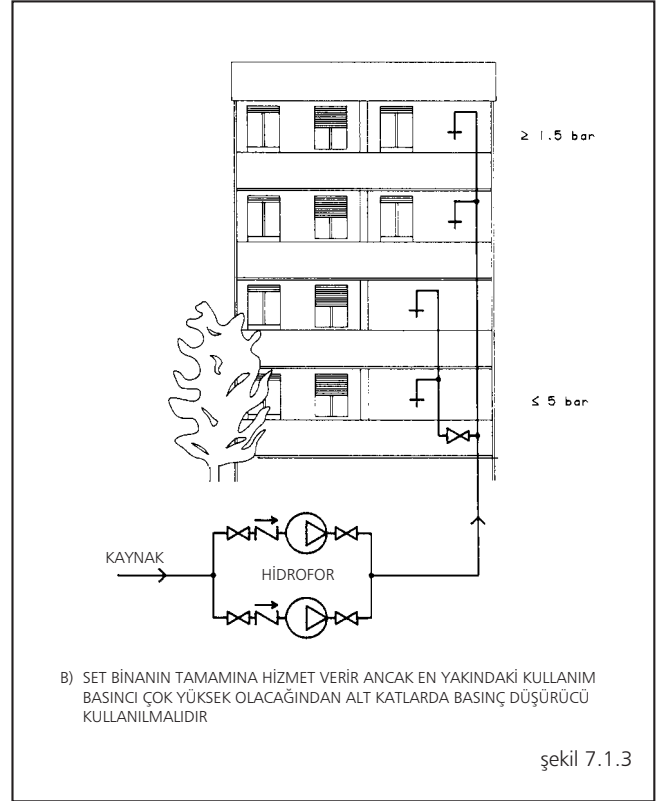 ≥ 1.5 bar
≤ 5 bar
KAYNAK
HİDROFOR
B) SET BİNANIN TAMAMINA HİZMET VERİR ANCAK EN YAKINDAKİ KULLANIM
BASINCI ÇOK YÜKSEK OLACAĞINDAN ALT KATLARDA BASINÇ DÜŞÜRÜCÜ
KULLANILMALIDIR
şekil 7.1.3